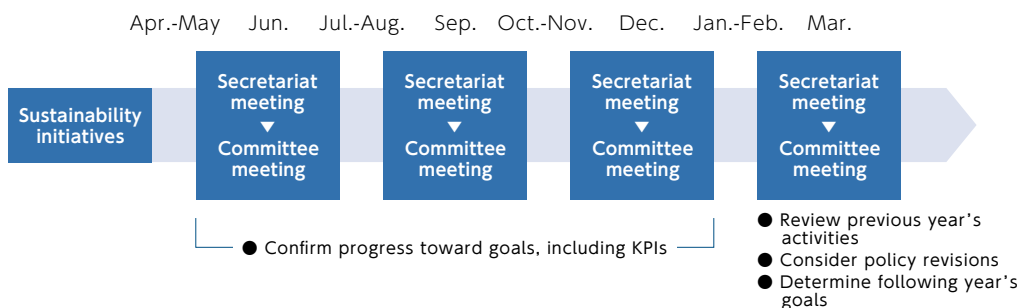 Apr.-May Jun. Jul.-Aug. Sep. Oct.-Nov. Dec. Jan.-Feb. Mar.
Sustainability
initiatives
Secretariat
meeting
▼
Committee
meeting
Secretariat
meeting
▼
Committee
meeting
Secretariat
meeting
▼
Committee
meeting
Secretariat
meeting
▼
Committee
meeting
● Confirm progress toward goals, including KPIs
● Review previous year's
activities
● Consider policy revisions
● Determine following year's
goals